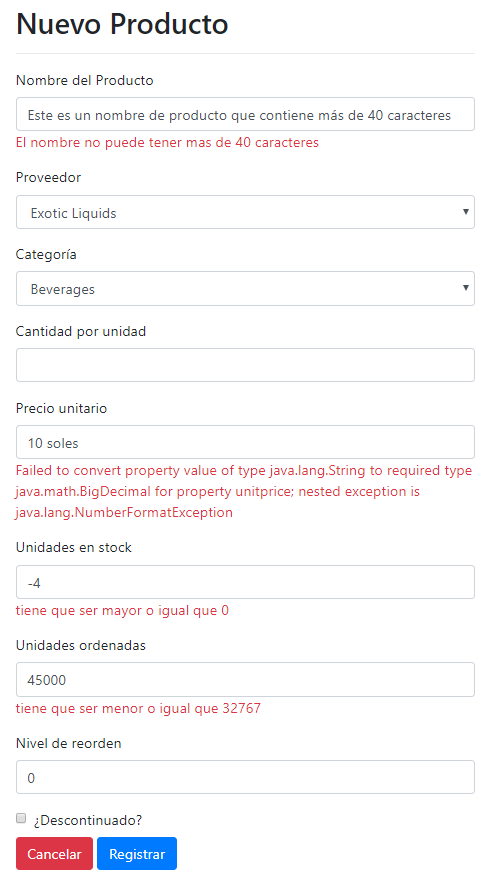 Nuevo Producto
Nombre del Producto
Este es un nombre de producto que contiene más de 40 caracteres
El nombre no puede tener mas de 40 caracteres
Proveedor
Exotic Liquids
Categoría
Beverages
Cantidad por unidad
Precio unitario
10 soles
Failed to convert property value of type java.lang.String to required type
java.math.BigDecimal for property unitprice; nested exception is
java.lang.NumberFormatException
Unidades en stock
-4
tiene que ser mayor o igual que 0
Unidades ordenadas
45000
tiene que ser menor o igual que 32767
Nivel de reorden
0
¿Descontinuado?
Cancelar Registrar